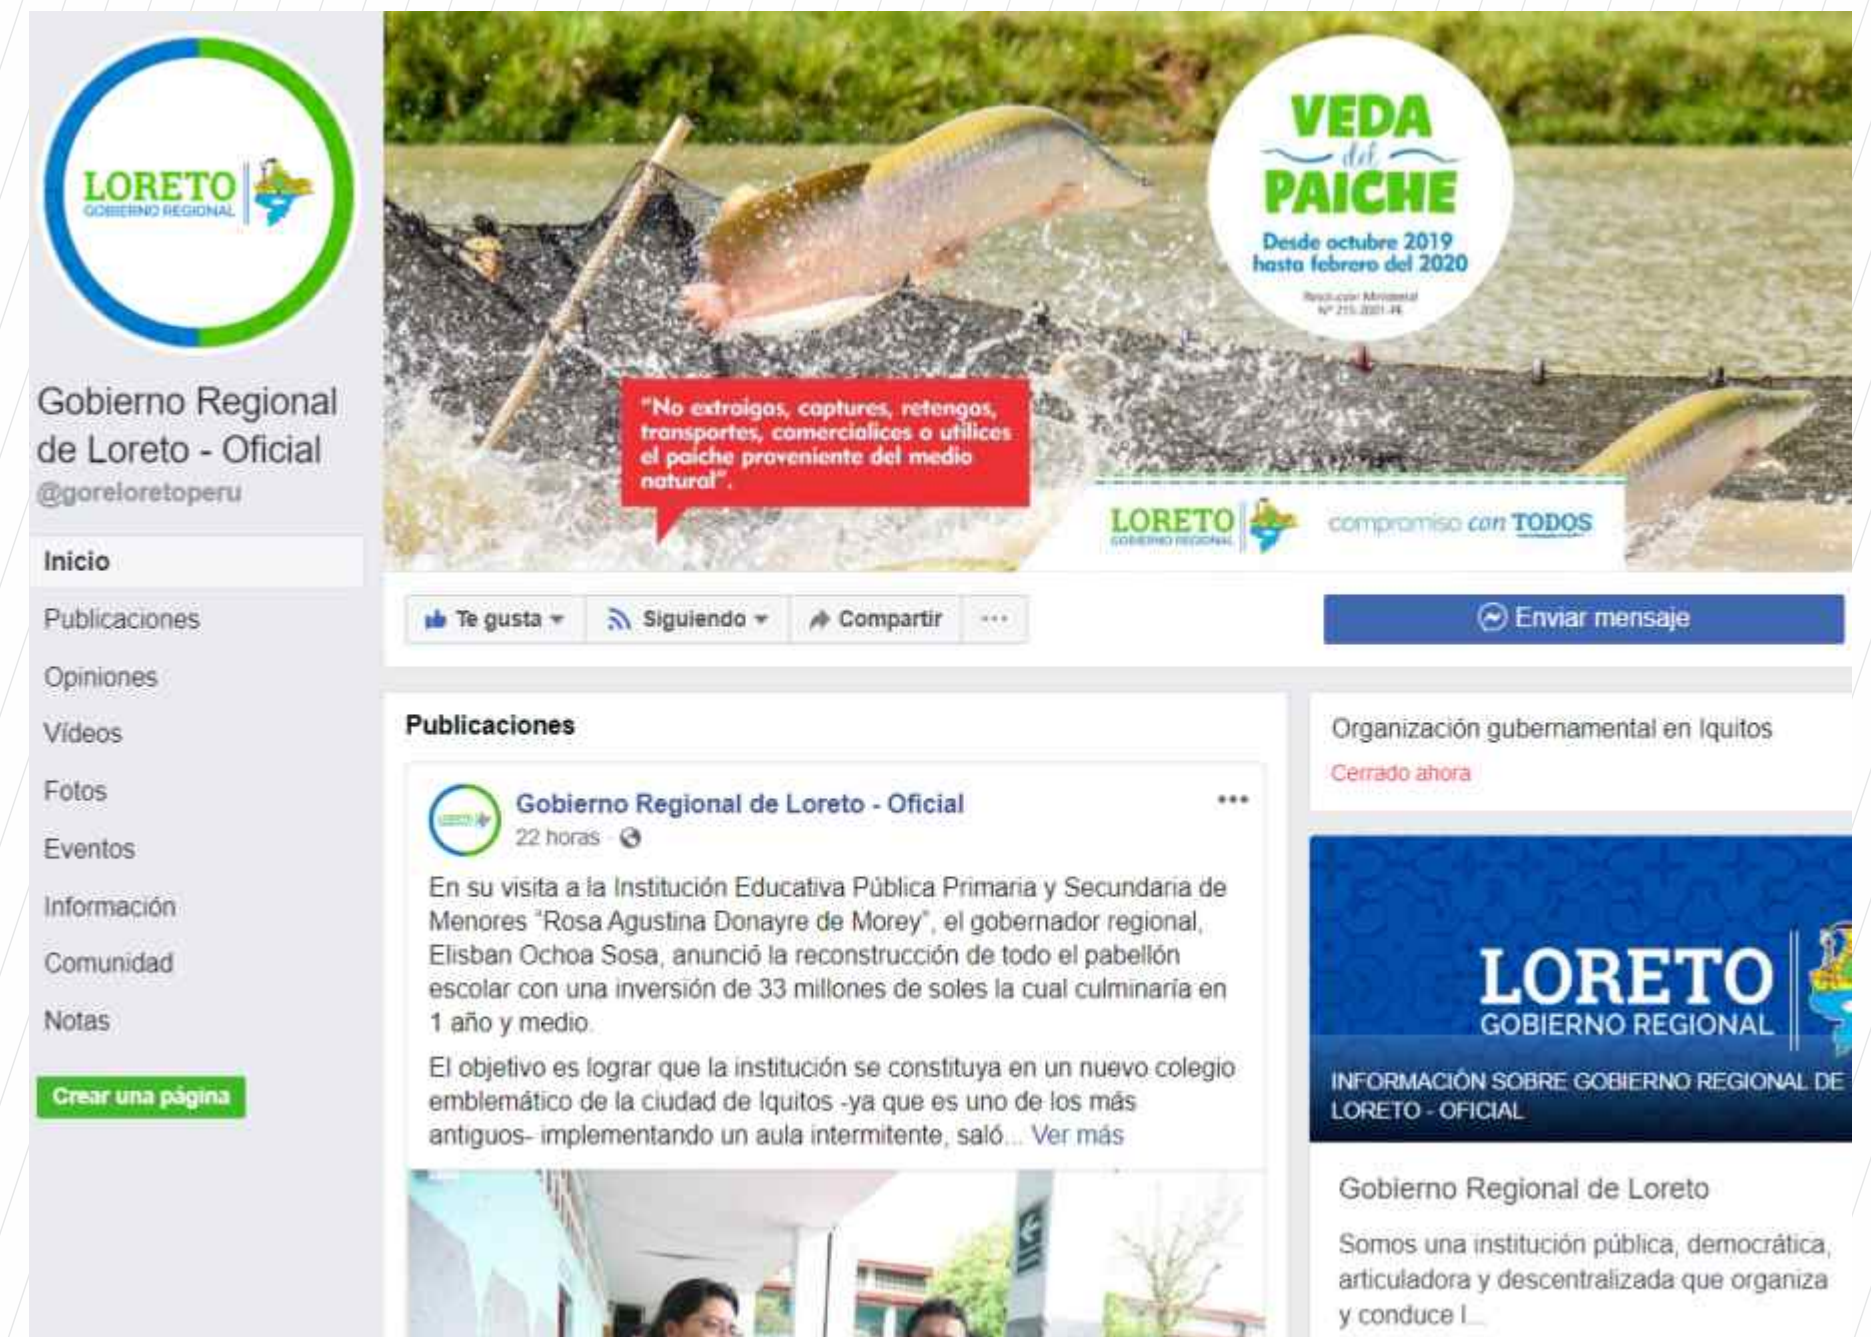 LORETO
GOBIERNO REGIONAL
Gobierno Regional
de Loreto - Oficial
@goreloretoperu
Inicio
Publicaciones
Opiniones
Vídeos
Fotos
Eventos
Información
Comunidad
Notas
Crear una página
VEDA
del
PAICHE
Desde octubre 2019
hasta febrero del 2020
Resolución Ministerial
"No extraigas, captures, retengas,
transportes, comercialices o utilices
el paiche proveniente del medio
natural".
LORETO
GOBIERNO REGIONAL
compromiso con TODOS
Te gusta
Siguiendo
Compartir
Enviar mensaje
Publicaciones
Gobierno Regional de Loreto - Oficial
22 horas ·
En su visita a la Institución Educativa Pública Primaria y Secundaria de
Menores "Rosa Agustina Donayre de Morey", el gobernador regional,
Elisban Ochoa Sosa, anunció la reconstrucción de todo el pabellón
escolar con una inversión de 33 millones de soles la cual culminaría en
1 año y medio.
El objetivo es lograr que la institución se constituya en un nuevo colegio
emblemático de la ciudad de Iquitos -ya que es uno de los más
antiguos- implementando un aula intermitente, saló... Ver más
Organización gubernamental en Iquitos
Cerrado ahora
LORETO
GOBIERNO REGIONAL
INFORMACIÓN SOBRE GOBIERNO REGIONAL DE
LORETO - OFICIAL
Gobierno Regional de Loreto
Somos una institución pública, democrática,
articuladora y descentralizada que organiza
y conduce l...